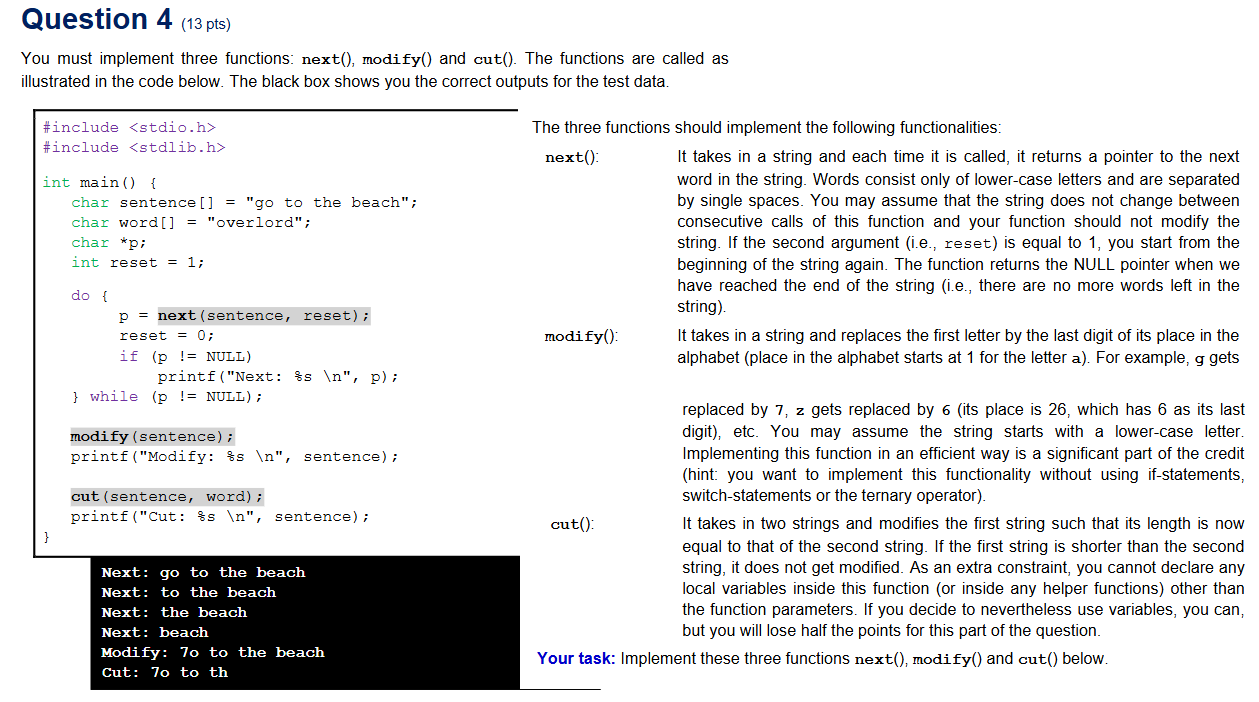 Question 4 (13 pts)
You must implement three functions: next(), modify() and cut(). The functions are called as
illustrated in the code below. The black box shows you the correct outputs for the test data.
#include <stdio.h>
#include <stdlib.h>
int main() {
char sentence[] = "go to the beach";
char word[] = "overlord";
char *p;
int reset = 1;
do {
p = next(sentence, reset);
reset = 0;
if (p != NULL)
printf("Next: %s \n", p);
} while (p != NULL);
modify(sentence);
printf("Modify: %s \n", sentence);
cut(sentence, word);
printf("Cut: %s \n", sentence);
}
Next: go to the beach
Next: to the beach
Next: the beach
Next: beach
Modify: 7o to the beach
Cut: 7o to th
The three functions should implement the following functionalities:
next(): It takes in a string and each time it is called, it returns a pointer to the next
word in the string. Words consist only of lower-case letters and are separated
by single spaces. You may assume that the string does not change between
consecutive calls of this function and your function should not modify the
string. If the second argument (i.e., reset) is equal to 1, you start from the
beginning of the string again. The function returns the NULL pointer when we
have reached the end of the string (i.e., there are no more words left in the
string).
modify(): It takes in a string and replaces the first letter by the last digit of its place in the
alphabet (place in the alphabet starts at 1 for the letter a). For example, g gets
replaced by 7, z gets replaced by 6 (its place is 26, which has 6 as its last
digit), etc. You may assume the string starts with a lower-case letter.
Implementing this function in an efficient way is a significant part of the credit
(hint: you want to implement this functionality without using if-statements,
switch-statements or the ternary operator).
cut(): It takes in two strings and modifies the first string such that its length is now
equal to that of the second string. If the first string is shorter than the second
string, it does not get modified. As an extra constraint, you cannot declare any
local variables inside this function (or inside any helper functions) other than
the function parameters. If you decide to nevertheless use variables, you can,
but you will lose half the points for this part of the question.
Your task: Implement these three functions next(), modify() and cut() below.